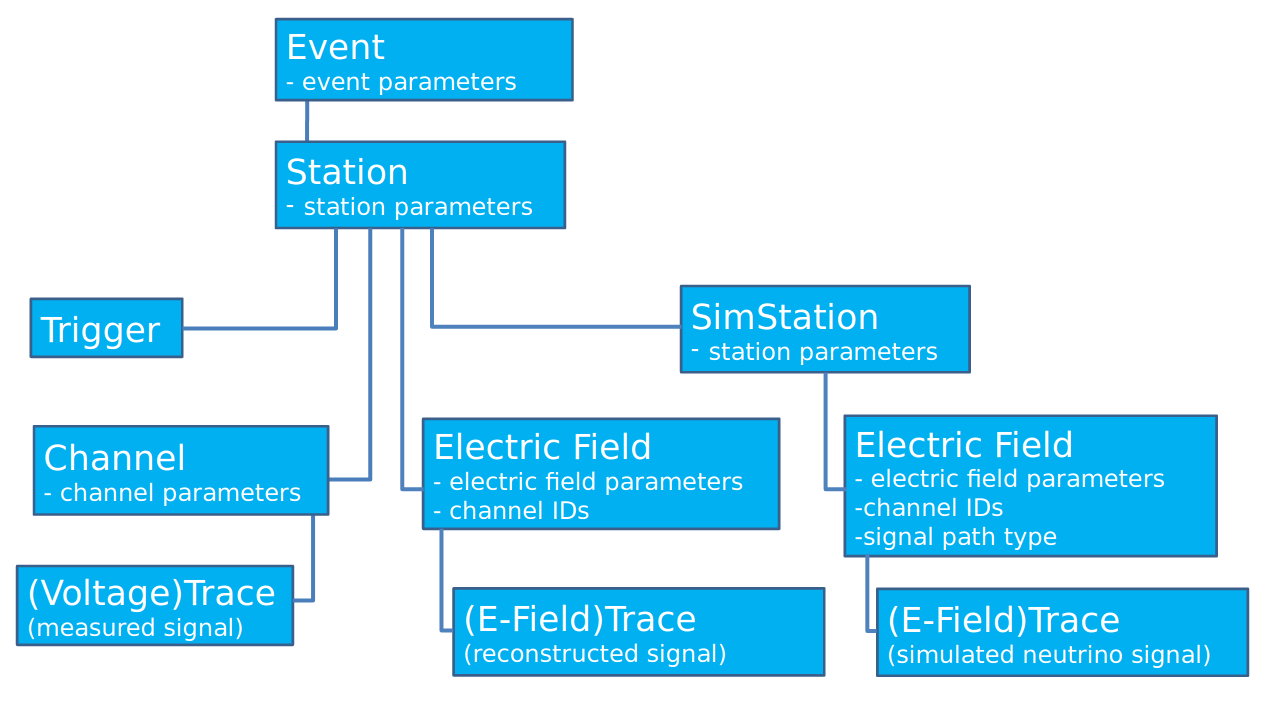 Event
- event parameters
Station
- station parameters
Trigger
SimStation
- station parameters
Channel
- channel parameters
Electric Field
- electric field parameters
- channel IDs
Electric Field
- electric field parameters
-channel IDs
-signal path type
(Voltage)Trace
(measured signal)
(E-Field)Trace
(reconstructed signal)
(E-Field)Trace
(simulated neutrino signal)